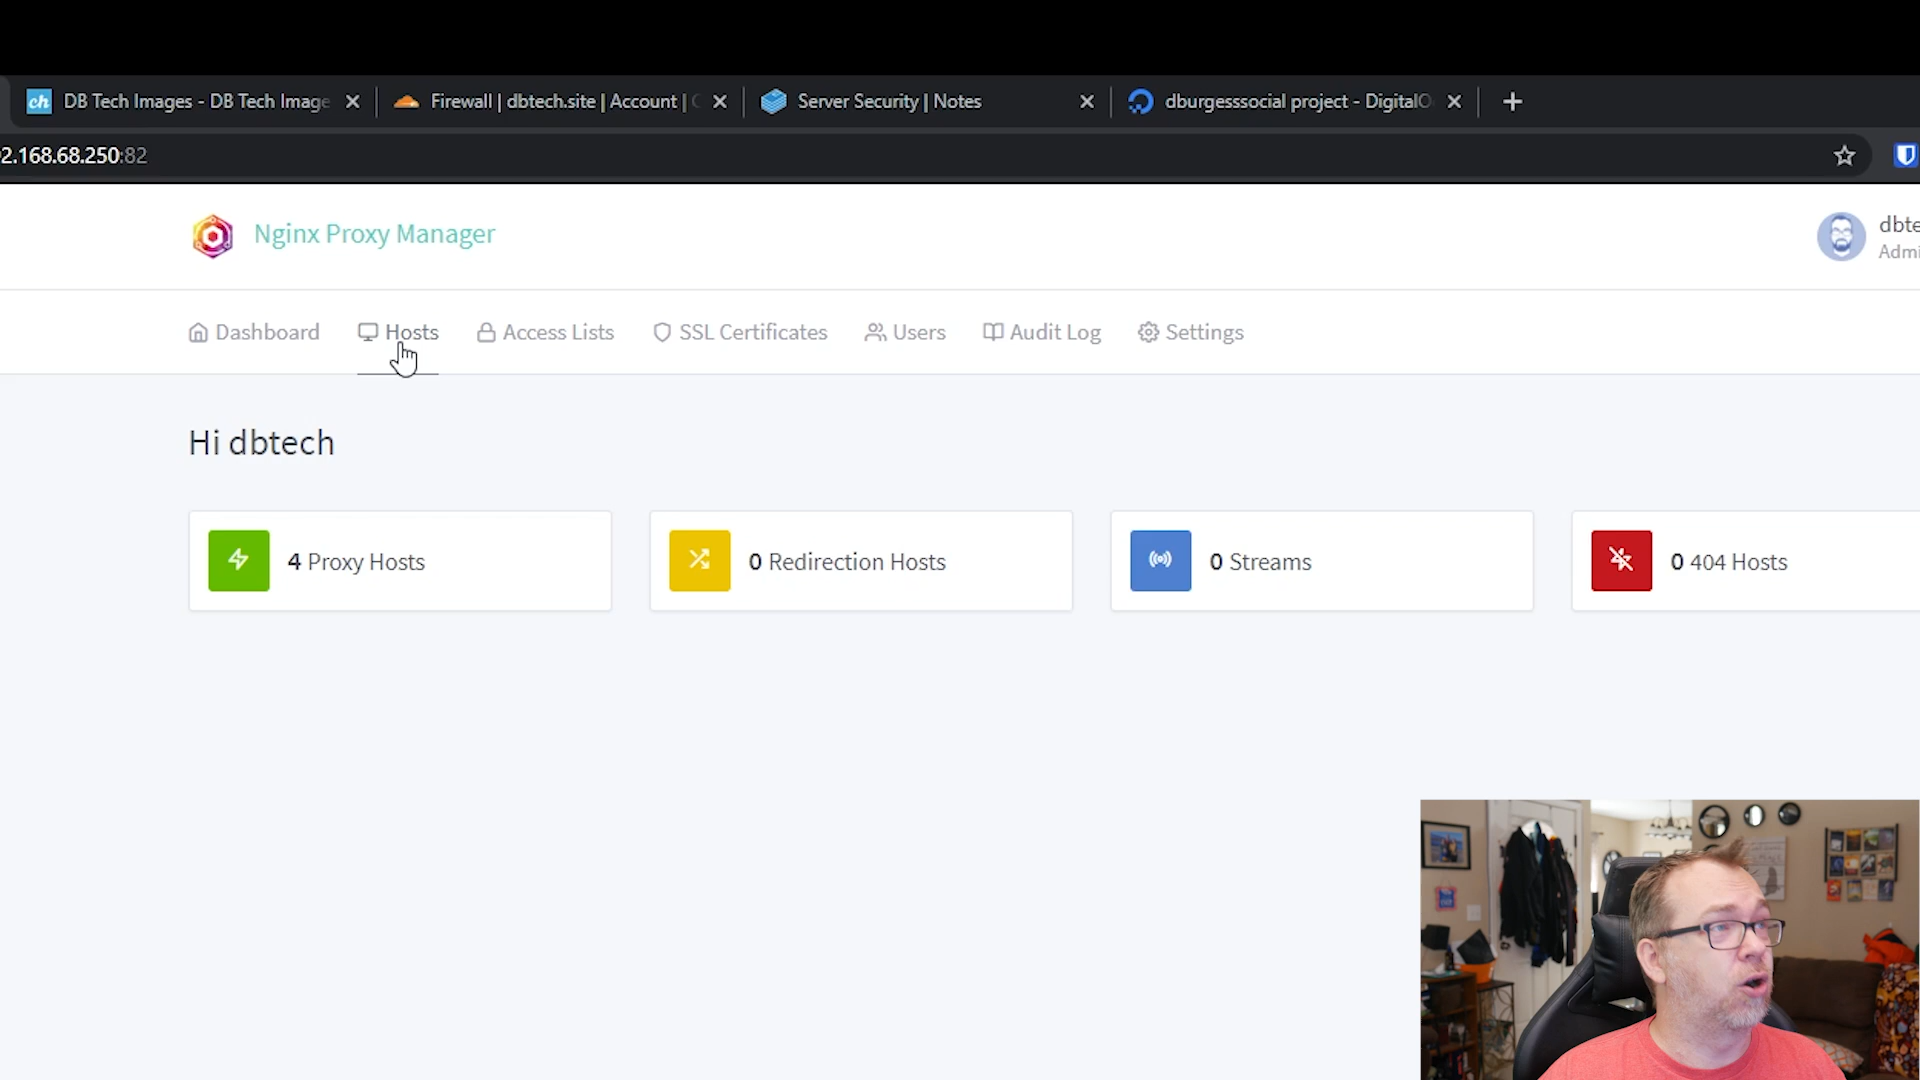 DB Tech Images - DB Tech Image
Firewall | dbtech.site | Account |
Server Security | Notes
dburgesssocial project - DigitalO
2.168.68.250:82
Nginx Proxy Manager
dbte
Admi
Dashboard
Hosts
Access Lists
SSL Certificates
Users
Audit Log
Settings
Hi dbtech
4 Proxy Hosts
0 Redirection Hosts
0 Streams
0 404 Hosts